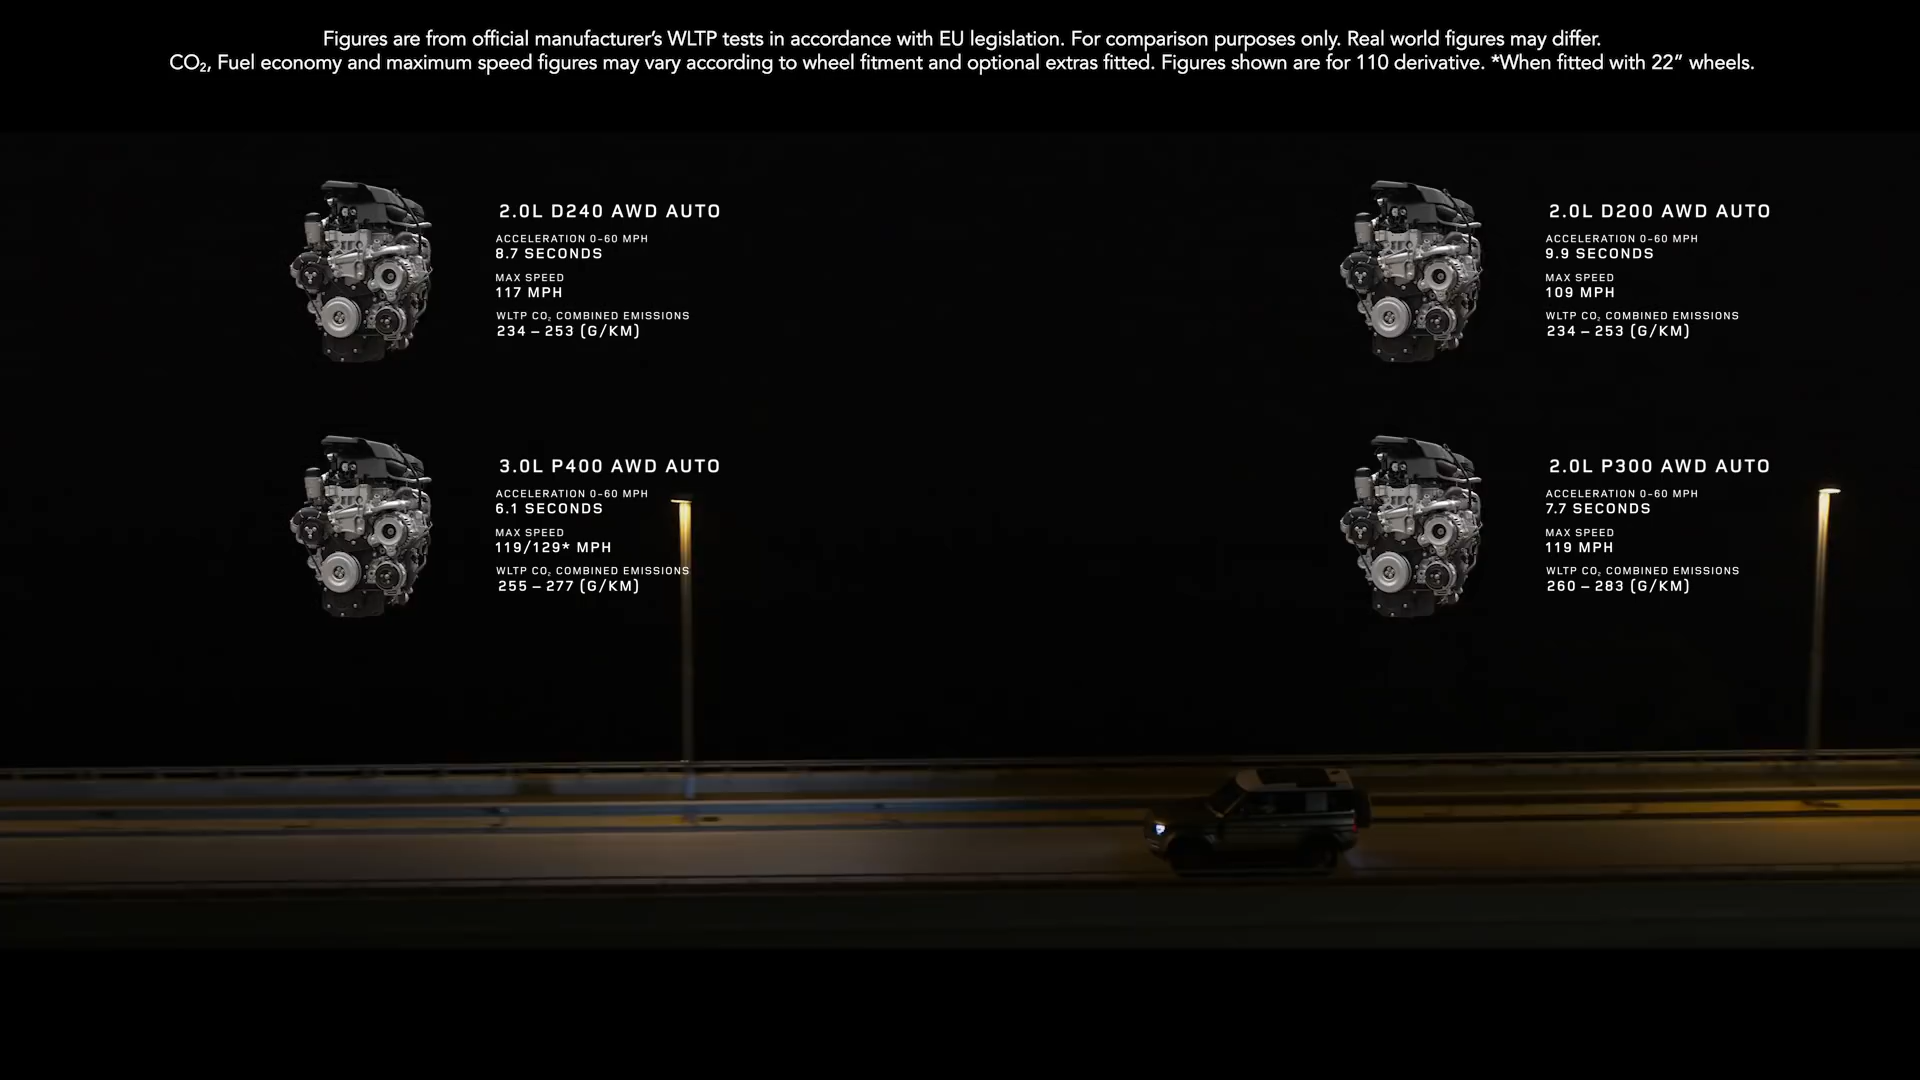 Figures are from official manufacturer's WLTP tests in accordance with EU legislation. For comparison purposes only. Real world figures may differ.
CO₂, Fuel economy and maximum speed figures may vary according to wheel fitment and optional extras fitted. Figures shown are for 110 derivative. *When fitted with 22" wheels.
2.0L D240 AWD AUTO
ACCELERATION 0-60 MPH
8.7 SECONDS
MAX SPEED
117 MPH
WLTP CO₂ COMBINED EMISSIONS
234 – 253 (G/KM)
2.0L D200 AWD AUTO
ACCELERATION 0-60 MPH
9.9 SECONDS
MAX SPEED
109 MPH
WLTP CO₂ COMBINED EMISSIONS
234 – 253 (G/KM)
3.0L P400 AWD AUTO
ACCELERATION 0-60 MPH
6.1 SECONDS
MAX SPEED
119/129* MPH
WLTP CO₂ COMBINED EMISSIONS
255 – 277 (G/KM)
2.0L P300 AWD AUTO
ACCELERATION 0-60 MPH
7.7 SECONDS
MAX SPEED
119 MPH
WLTP CO₂ COMBINED EMISSIONS
260 – 283 (G/KM)